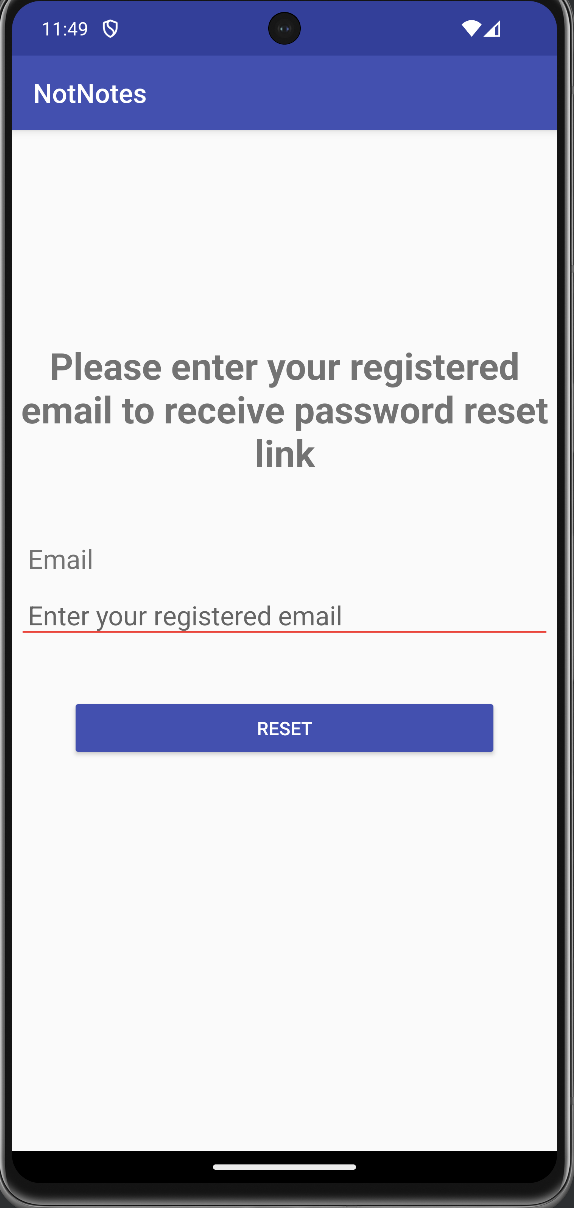 11:49
NotNotes
Please enter your registered
email to receive password reset
link
Email
Enter your registered email
RESET